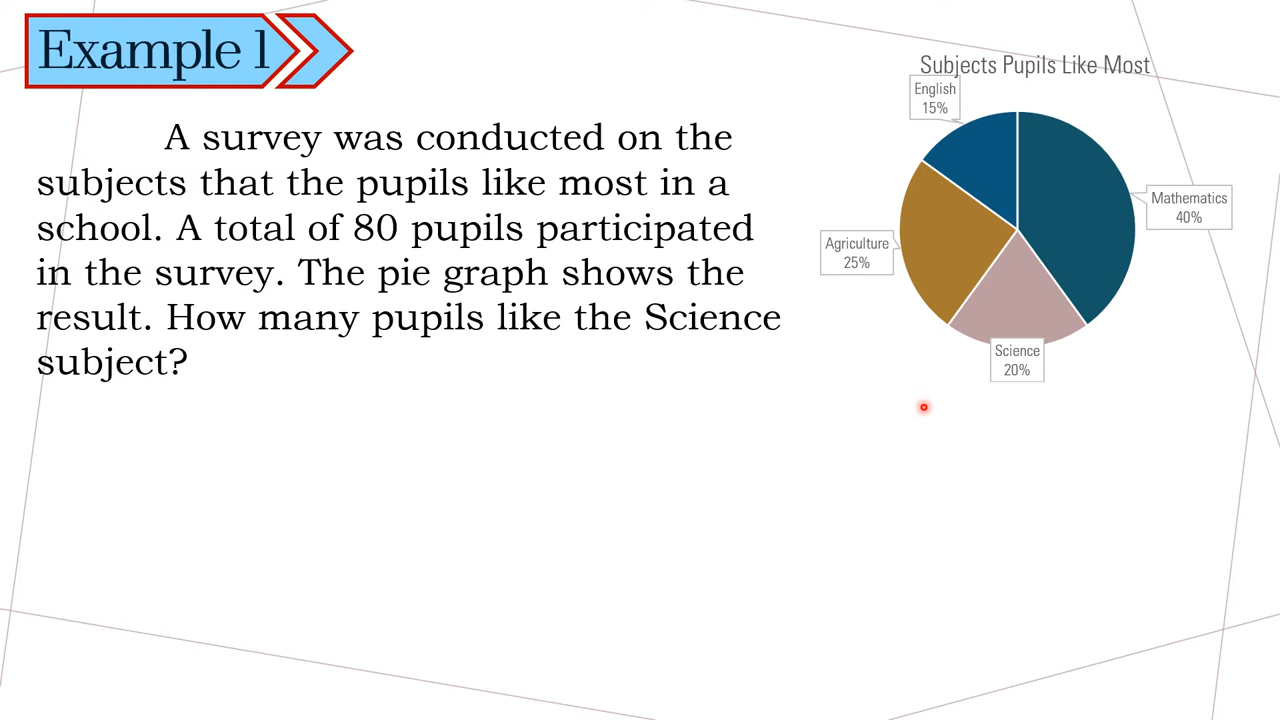 Example 1
A survey was conducted on the
subjects that the pupils like most in a
school. A total of 80 pupils participated
in the survey. The pie graph shows the
result. How many pupils like the Science
subject?
Subjects Pupils Like Most
English
15%
Mathematics
40%
Agriculture
25%
Science
20%